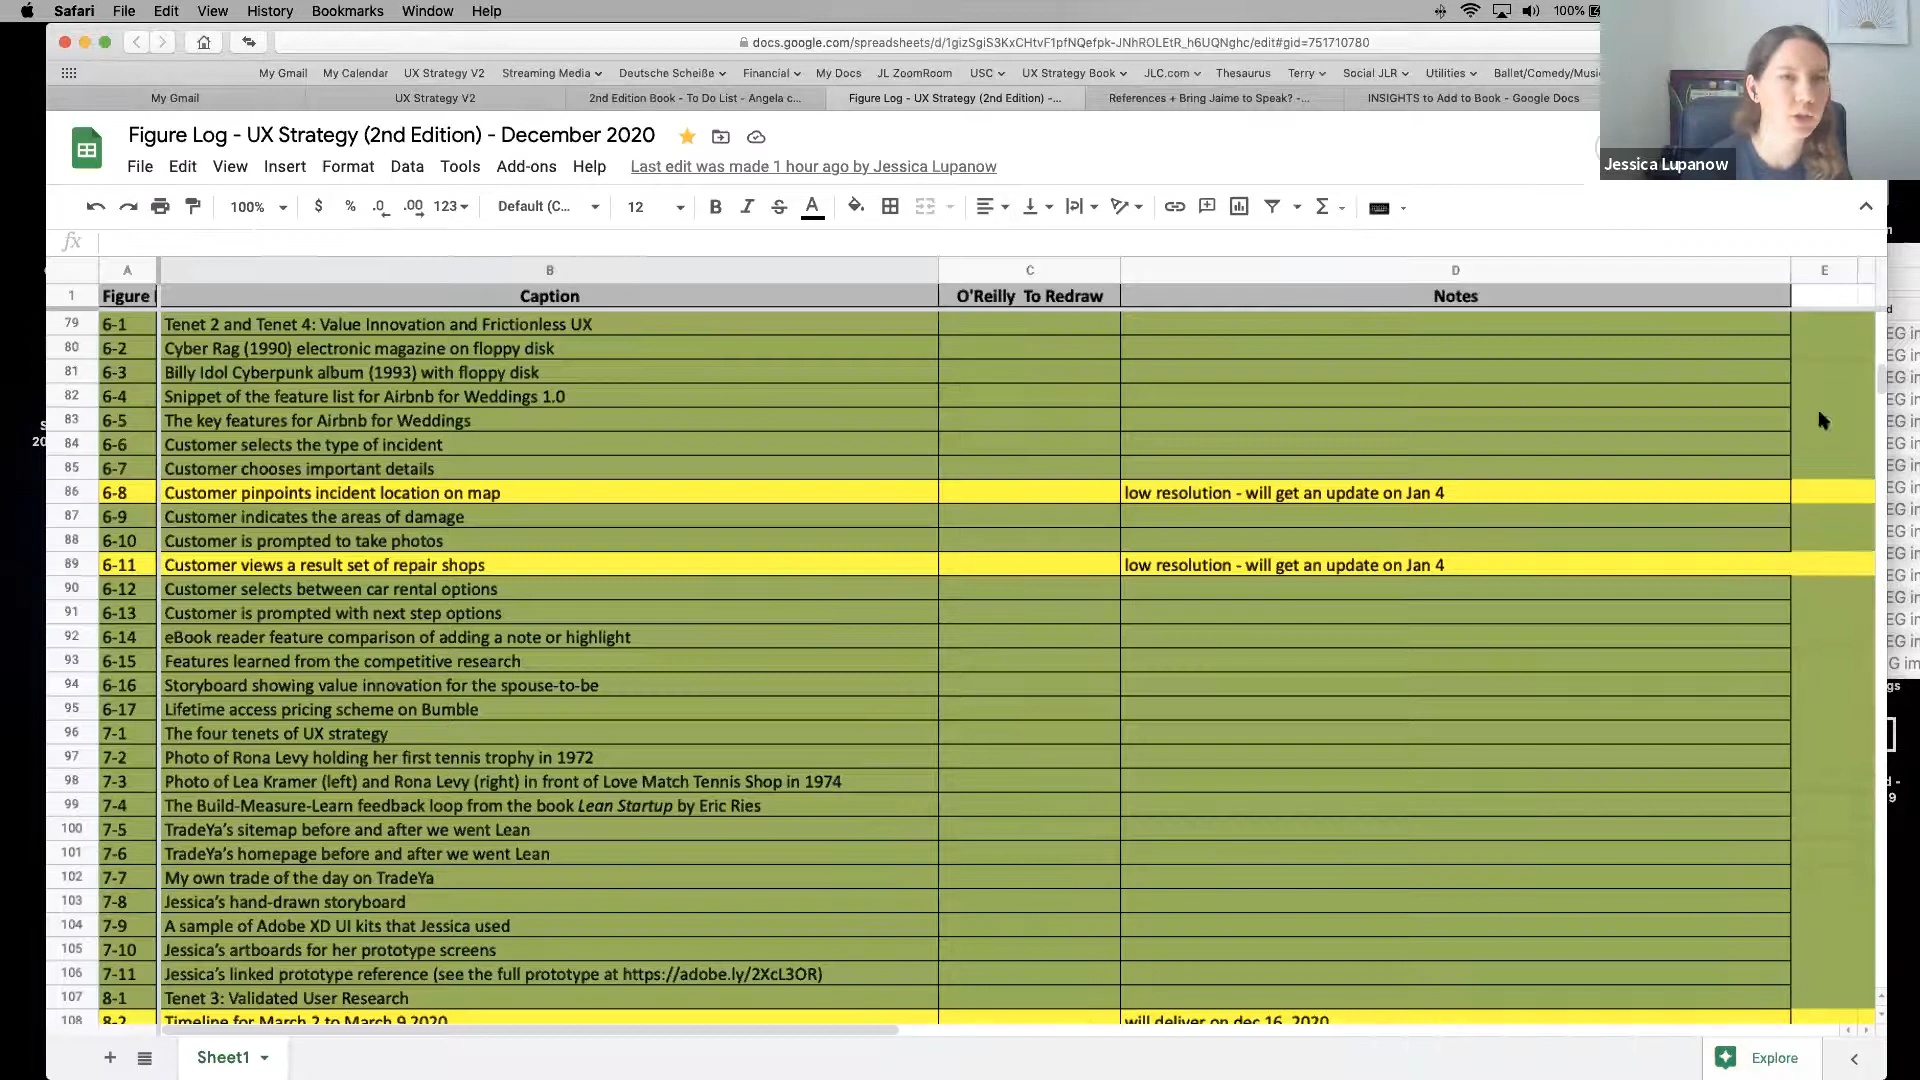 Safari File Edit View History Bookmarks Window Help 100%
docs.google.com/spreadsheets/d/1gizSgiS3KxCHtvF1pfNQefpk-JNhROLEtR_h6UQNghc/edit#gid=751710780
My Gmail My Calendar UX Strategy V2 Streaming Media Deutsche Scheiße Financial My Docs JL ZoomRoom USC UX Strategy Book JLC.com Thesaurus Terry Social JLR Utilities Ballet/Comedy/Musi
My Gmail UX Strategy V2 2nd Edition Book - To Do List - Angela c... Figure Log - UX Strategy (2nd Edition) -... References + Bring Jaime to Speak? -... INSIGHTS to Add to Book - Google Docs
Jessica Lupanow
Figure Log - UX Strategy (2nd Edition) - December 2020
File Edit View Insert Format Data Tools Add-ons Help Last edit was made 1 hour ago by Jessica Lupanow
100% $ % .0 .00 123 Default (C... 12 B I S A
fx
A B C D E
1 Figure Caption O'Reilly To Redraw Notes
79 6-1 Tenet 2 and Tenet 4: Value Innovation and Frictionless UX
80 6-2 Cyber Rag (1990) electronic magazine on floppy disk
81 6-3 Billy Idol Cyberpunk album (1993) with floppy disk
82 6-4 Snippet of the feature list for Airbnb for Weddings 1.0
83 6-5 The key features for Airbnb for Weddings
84 6-6 Customer selects the type of incident
85 6-7 Customer chooses important details
86 6-8 Customer pinpoints incident location on map low resolution - will get an update on Jan 4
87 6-9 Customer indicates the areas of damage
88 6-10 Customer is prompted to take photos
89 6-11 Customer views a result set of repair shops low resolution - will get an update on Jan 4
90 6-12 Customer selects between car rental options
91 6-13 Customer is prompted with next step options
92 6-14 eBook reader feature comparison of adding a note or highlight
93 6-15 Features learned from the competitive research
94 6-16 Storyboard showing value innovation for the spouse-to-be
95 6-17 Lifetime access pricing scheme on Bumble
96 7-1 The four tenets of UX strategy
97 7-2 Photo of Rona Levy holding her first tennis trophy in 1972
98 7-3 Photo of Lea Kramer (left) and Rona Levy (right) in front of Love Match Tennis Shop in 1974
99 7-4 The Build-Measure-Learn feedback loop from the book Lean Startup by Eric Ries
100 7-5 TradeYa's sitemap before and after we went Lean
101 7-6 TradeYa's homepage before and after we went Lean
102 7-7 My own trade of the day on TradeYa
103 7-8 Jessica's hand-drawn storyboard
104 7-9 A sample of Adobe XD UI kits that Jessica used
105 7-10 Jessica's artboards for her prototype screens
106 7-11 Jessica's linked prototype reference (see the full prototype at https://adobe.ly/2XcL3OR)
107 8-1 Tenet 3: Validated User Research
108 8-2 Timeline for March 2 to March 9 2020 will deliver on dec 16, 2020
Sheet1 Explore